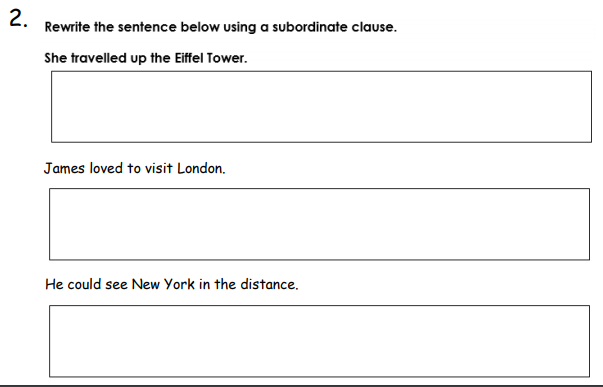 2. Rewrite the sentence below using a subordinate clause.
She travelled up the Eiffel Tower.
James loved to visit London.
He could see New York in the distance.